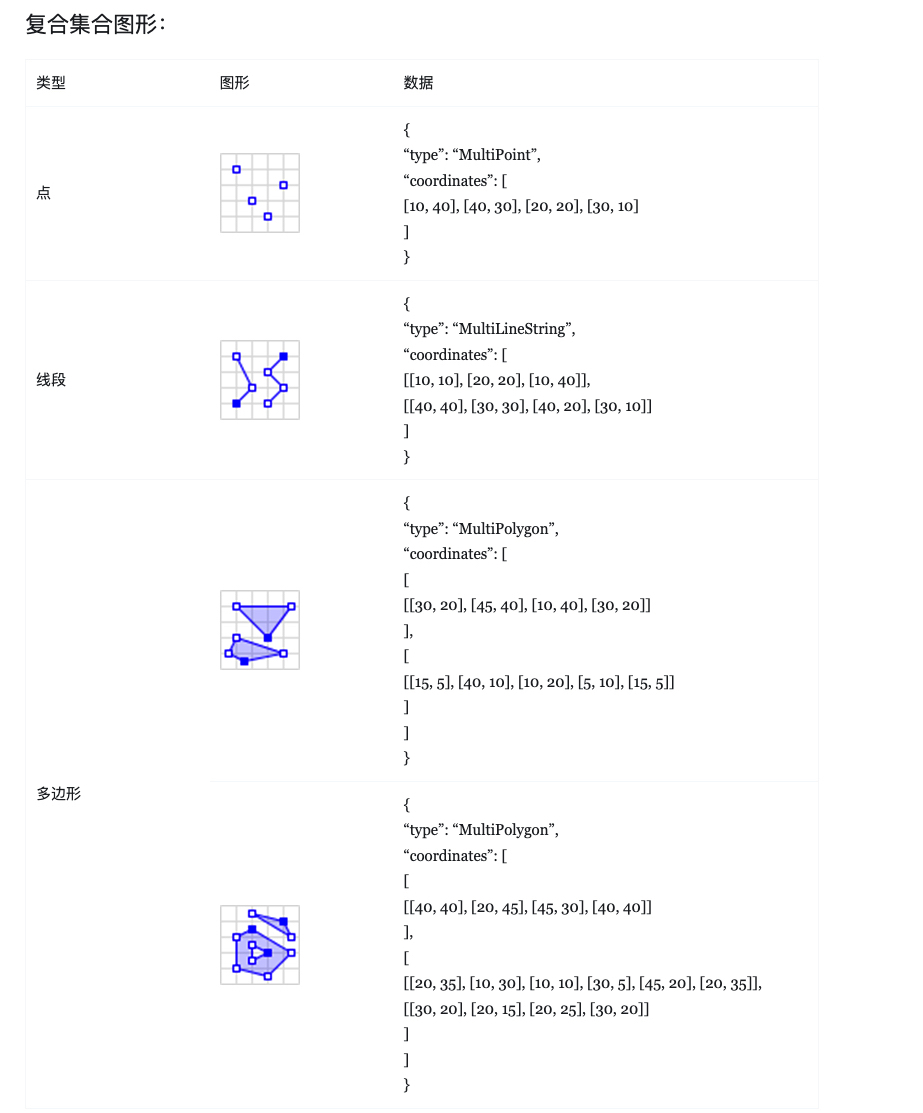 复合集合图形：
类型 图形 数据
点
{
“type”: “MultiPoint”,
“coordinates”: [
[10, 40], [40, 30], [20, 20], [30, 10]
]
}
线段
{
“type”: “MultiLineString”,
“coordinates”: [
[[10, 10], [20, 20], [10, 40]],
[[40, 40], [30, 30], [40, 20], [30, 10]]
]
}
多边形
{
“type”: “MultiPolygon”,
“coordinates”: [
[
[[30, 20], [45, 40], [10, 40], [30, 20]]
],
[
[[15, 5], [40, 10], [10, 20], [5, 10], [15, 5]]
]
]
}
{
“type”: “MultiPolygon”,
“coordinates”: [
[
[[40, 40], [20, 45], [45, 30], [40, 40]]
],
[
[[20, 35], [10, 30], [10, 10], [30, 5], [45, 20], [20, 35]],
[[30, 20], [20, 15], [20, 25], [30, 20]]
]
]
}